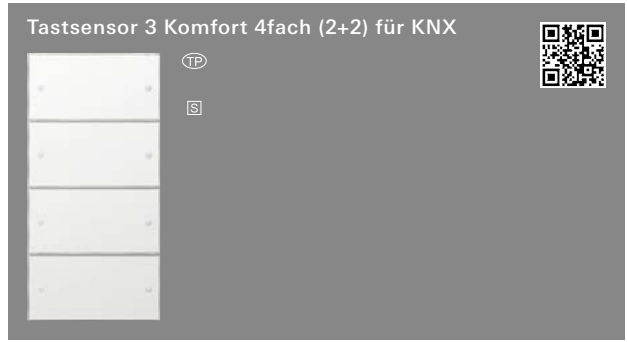 Tastsensor 3 Komfort 4fach (2+2) für KNX
TP
S